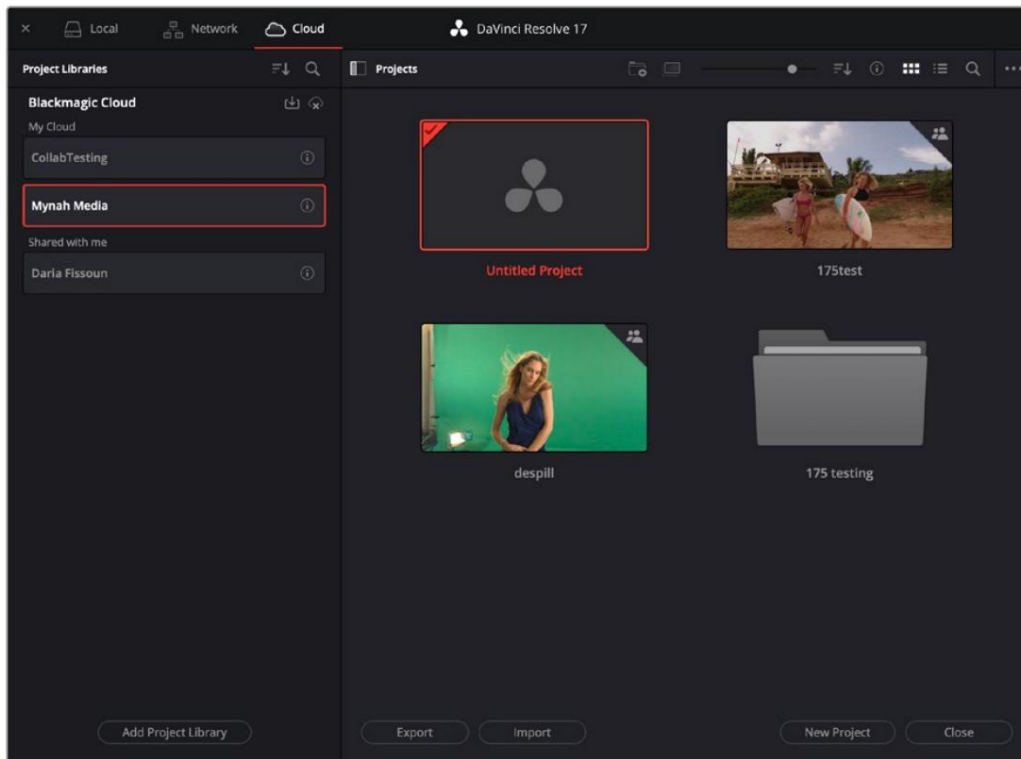 Local
Network
Cloud
DaVinci Resolve 17
Project Libraries
Projects
Blackmagic Cloud
My Cloud
CollabTesting
Mynah Media
Shared with me
Daria Fissoun
Untitled Project
175test
despill
175 testing
Add Project Library
Export
Import
New Project
Close